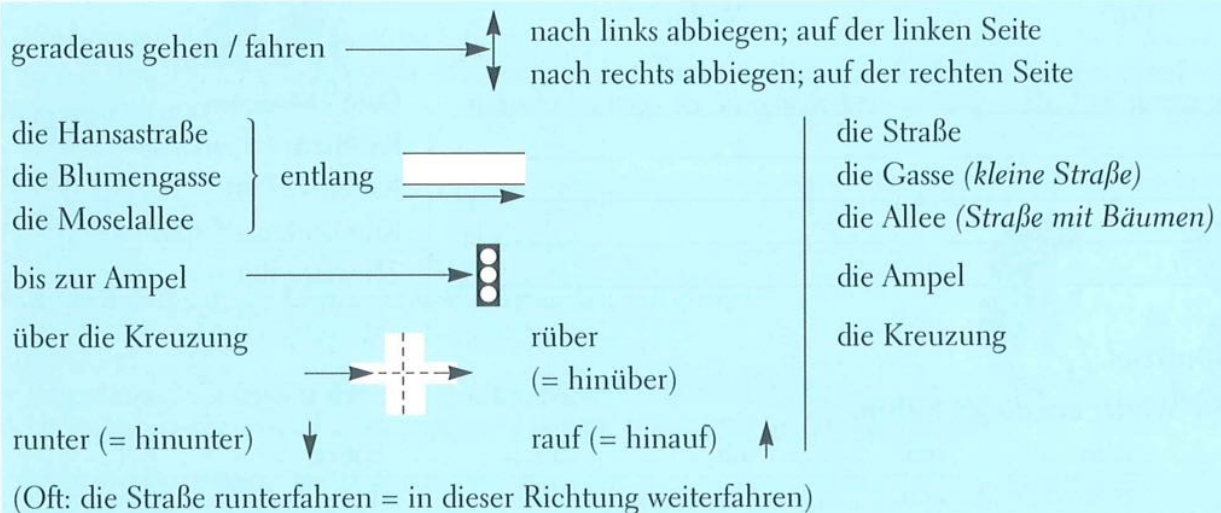 geradeaus gehen / fahren
nach links abbiegen; auf der linken Seite
nach rechts abbiegen; auf der rechten Seite
die Hansastraße
die Blumengasse
die Moselallee
entlang
die Straße
die Gasse (kleine Straße)
die Allee (Straße mit Bäumen)
bis zur Ampel
die Ampel
über die Kreuzung
rüber
(= hinüber)
die Kreuzung
runter (= hinunter)
rauf (= hinauf)
(Oft: die Straße runterfahren = in dieser Richtung weiterfahren)